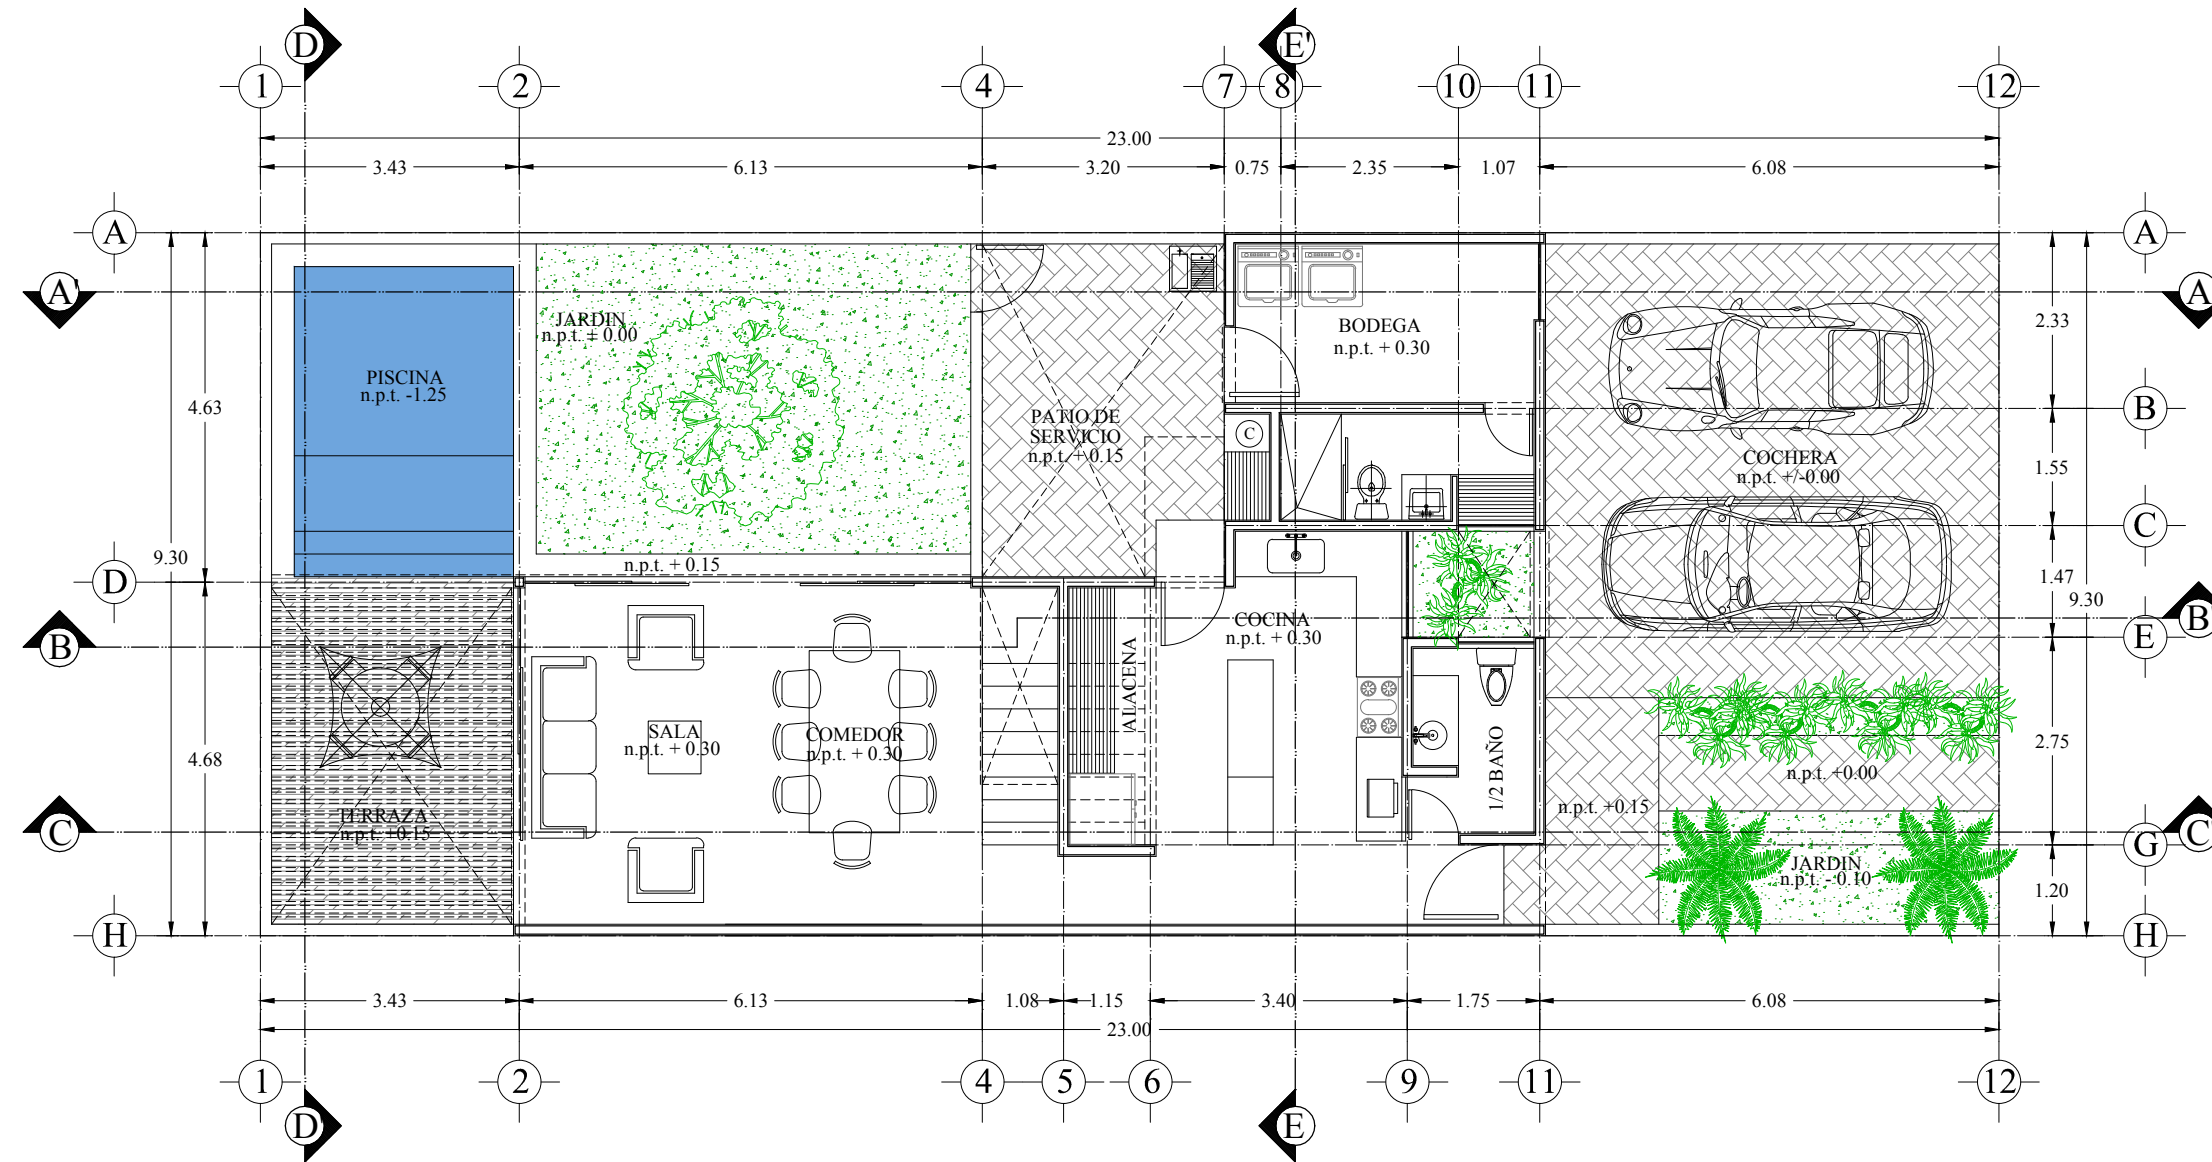 D
E'
1
2
4
7
8
10
11
12
23.00
3.43
6.13
3.20
0.75
2.35
1.07
6.08
A
A
A'
A
BODEGA
n.p.t. + 0.30
JARDIN
n.p.t. + 0.00
2.33
PISCINA
n.p.t. -1.25
4.63
B
PATIO DE
SERVICIO
n.p.t. + 0.15
C
COCHERA
n.p.t. +/-0.00
1.55
C
9.30
n.p.t. + 0.15
D
1.47
9.30
COCINA
n.p.t. + 0.30
B
B
E
ALACENA
SALA
n.p.t. + 0.30
COMEDOR
n.p.t. + 0.30
4.68
1/2 BAÑO
2.75
n.p.t. +0.00
n.p.t. +0.15
TERRAZA
n.p.t. +0.15
C
C
G
JARDIN
n.p.t. - 0.10
1.20
H
H
3.43
6.13
1.08
1.15
3.40
1.75
6.08
23.00
1
2
4
5
6
9
11
12
D
E